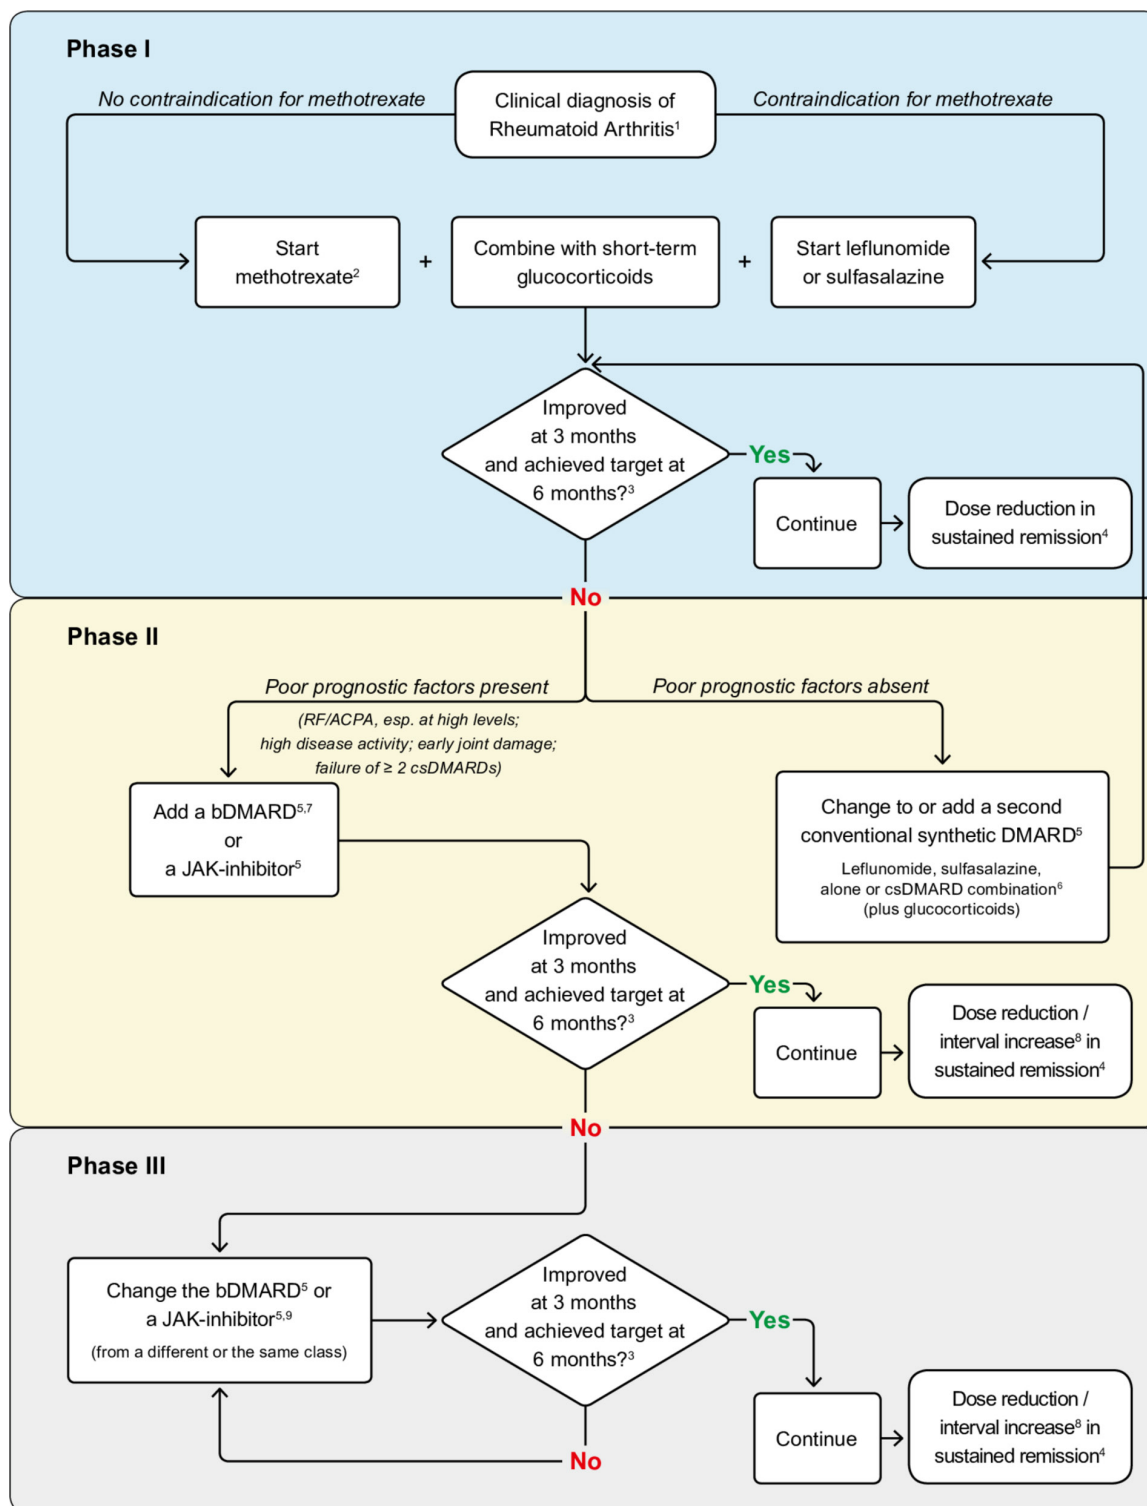 Phase I
No contraindication for methotrexate
Clinical diagnosis of
Rheumatoid Arthritis¹
Contraindication for methotrexate
Start
methotrexate²
+
Combine with short-term
glucocorticoids
+
Start leflunomide
or sulfasalazine
Improved
at 3 months
and achieved target at
6 months?³
Yes
Continue
Dose reduction in
sustained remission⁴
No
Phase II
Poor prognostic factors present
(RF/ACPA, esp. at high levels;
high disease activity; early joint damage;
failure of ≥ 2 csDMARDs)
Poor prognostic factors absent
Add a bDMARD⁵,⁷
or
a JAK-inhibitor⁵
Change to or add a second
conventional synthetic DMARD⁵
Leflunomide, sulfasalazine,
alone or csDMARD combination⁶
(plus glucocorticoids)
Improved
at 3 months
and achieved target at
6 months?³
Yes
Continue
Dose reduction /
interval increase⁸ in
sustained remission⁴
No
Phase III
Change the bDMARD⁵ or
a JAK-inhibitor⁵,⁹
(from a different or the same class)
Improved
at 3 months
and achieved target at
6 months?³
Yes
Continue
Dose reduction /
interval increase⁸ in
sustained remission⁴
No